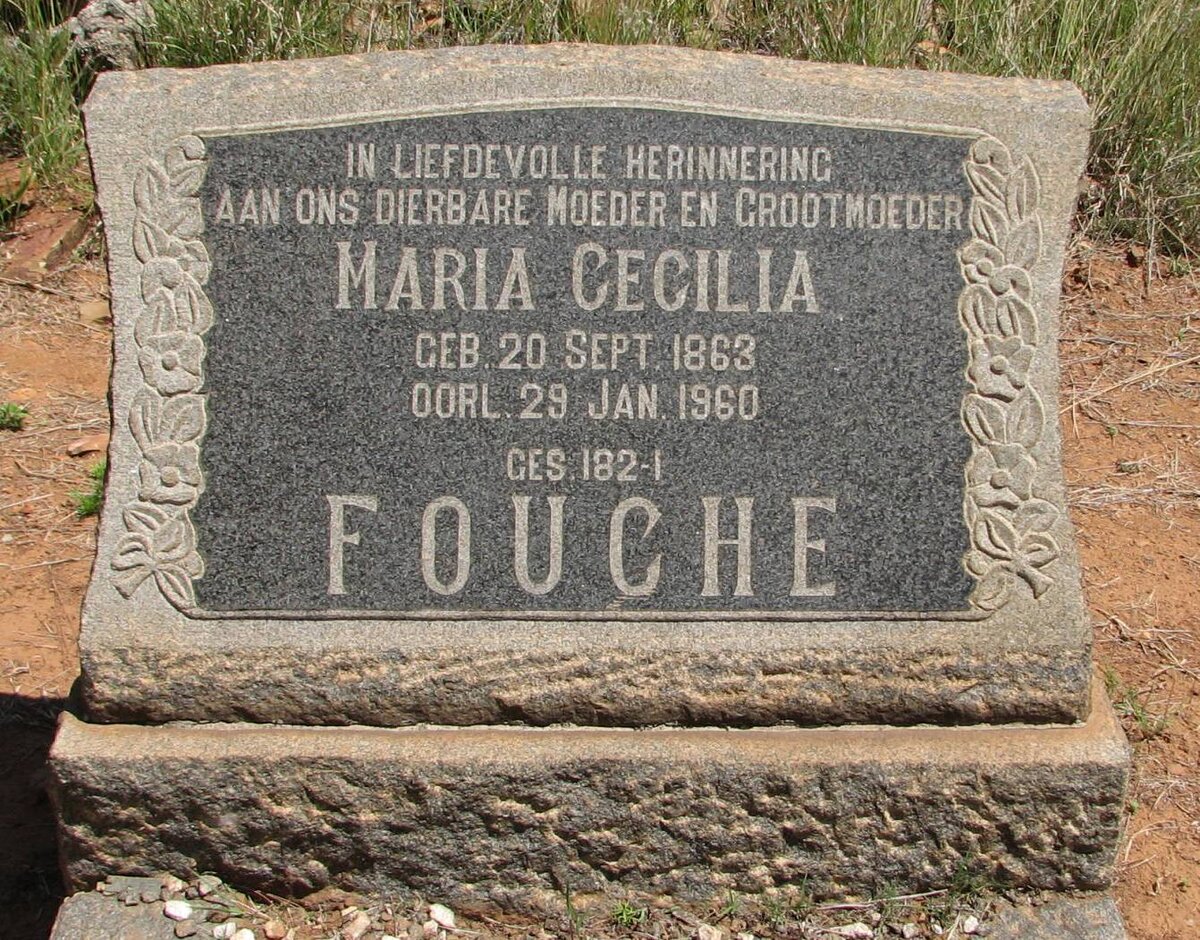 IN LIEFDEVOLLE HERINNERING
AAN ONS DIERBARE MOEDER EN GROOTMOEDER
MARIA CECILIA
GEB. 20 SEPT. 1863
OORL. 29 JAN. 1960
GES. 182-1
FOUCHE